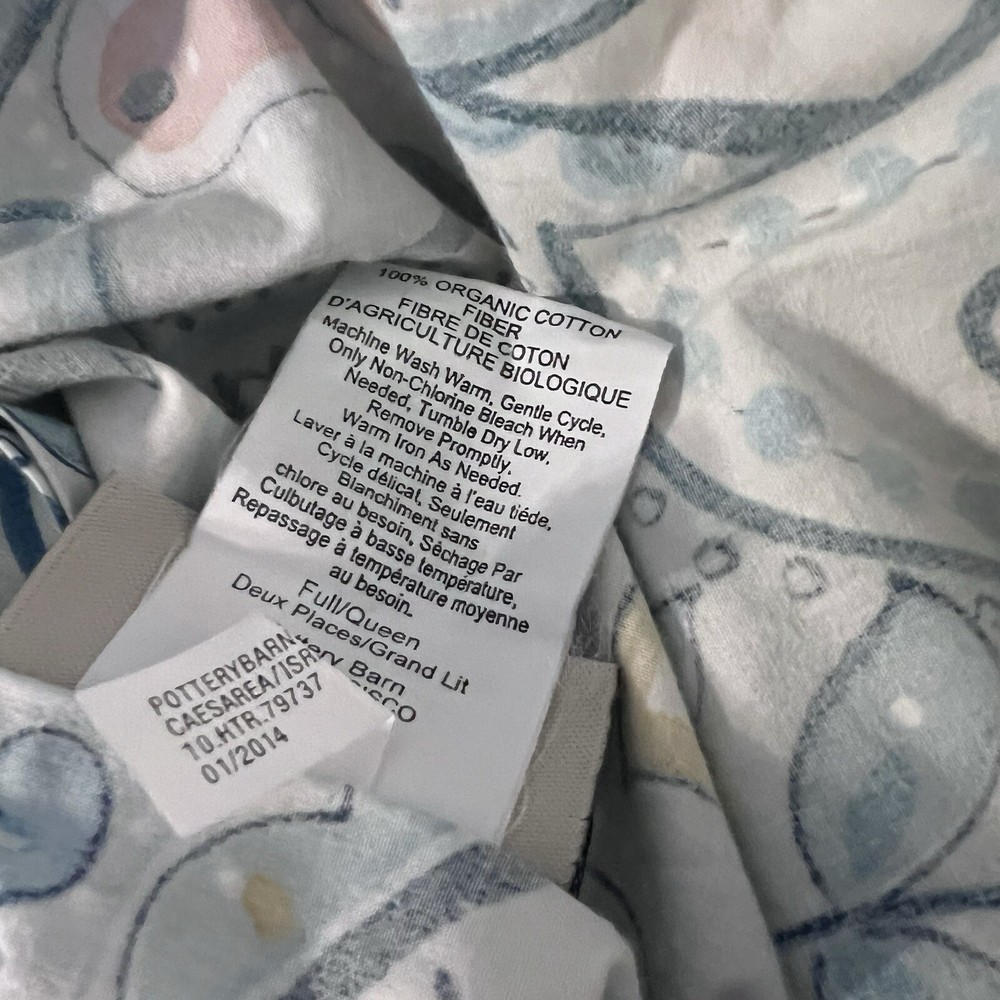 100% ORGANIC COTTON
FIBER
FIBRE DE COTON
D'AGRICULTURE BIOLOGIQUE
Machine Wash Warm, Gentle Cycle,
Only Non-Chlorine Bleach When
Needed, Tumble Dry Low,
Remove Promptly,
Warm Iron As Needed.
Laver à la machine à l'eau tiéde,
Cycle délicat, Seulement
Blanchiment sans
chlore au besoin, Séchage Par
Culbutage à basse température,
Repassage à température moyenne
au besoin.
Full/Queen
Deux Places/Grand Lit
Barn
POTTERYBARN
CAESAREA/ISR
10.HTR.79737
01/2014